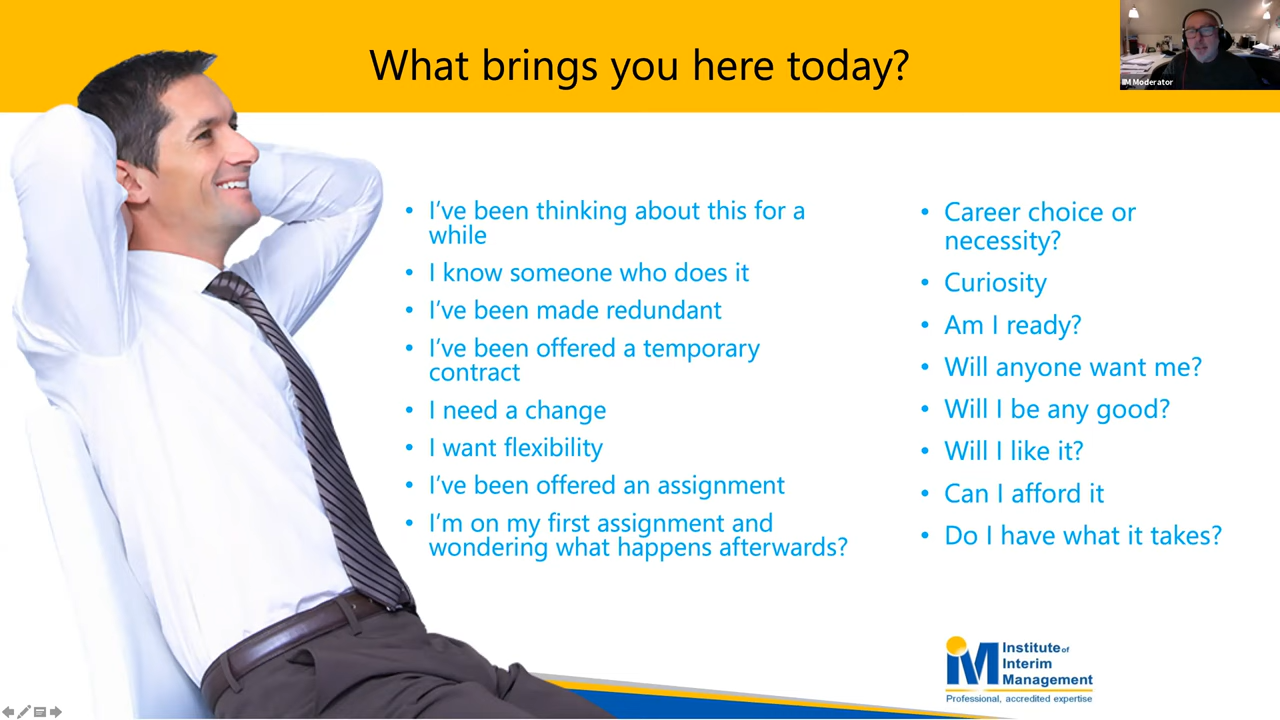 What brings you here today?
IIM Moderator
• I've been thinking about this for a
while
• I know someone who does it
• I've been made redundant
• I've been offered a temporary
contract
• I need a change
• I want flexibility
• I've been offered an assignment
• I'm on my first assignment and
wondering what happens afterwards?
• Career choice or
necessity?
• Curiosity
• Am I ready?
• Will anyone want me?
• Will I be any good?
• Will I like it?
• Can I afford it
• Do I have what it takes?
iM
Institute of
Interim
Management
Professional, accredited expertise